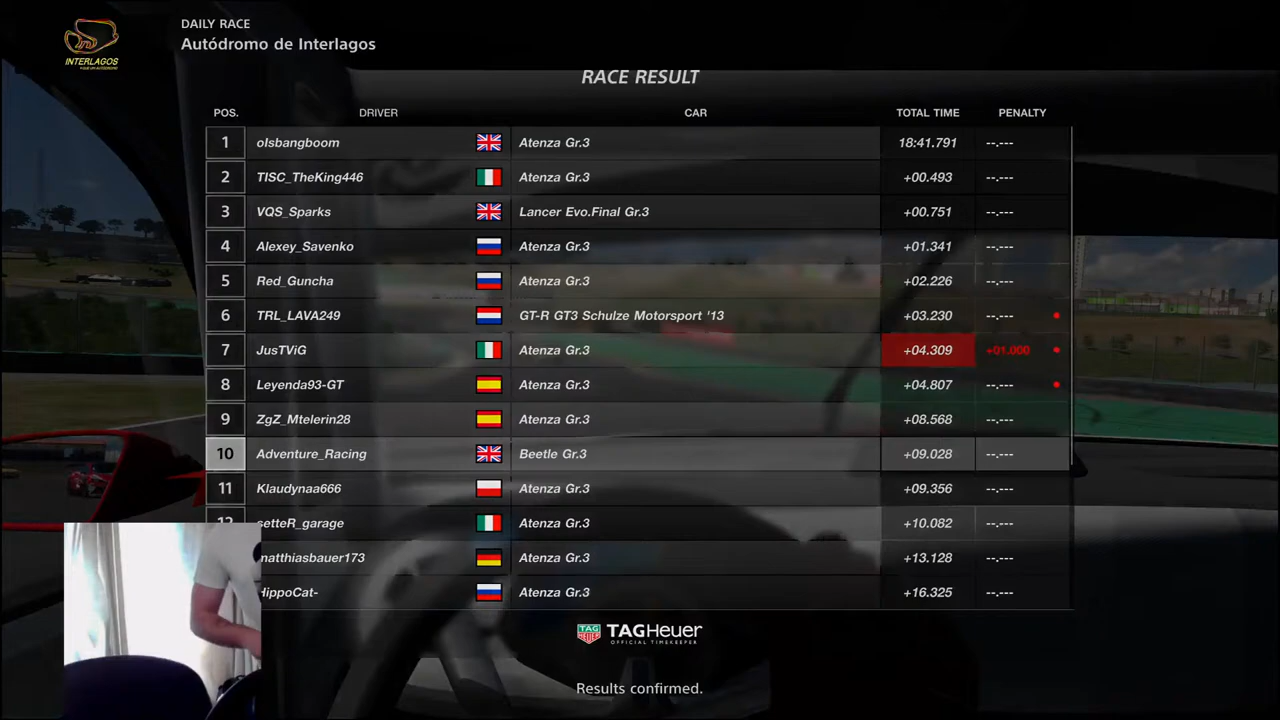 DAILY RACE
Autódromo de Interlagos
INTERLAGOS
RACE RESULT
POS. DRIVER CAR TOTAL TIME PENALTY
1 olsbangboom Atenza Gr.3 18:41.791 --.---
2 TISC_TheKing446 Atenza Gr.3 +00.493 --.---
3 VQS_Sparks Lancer Evo.Final Gr.3 +00.751 --.---
4 Alexey_Savenko Atenza Gr.3 +01.341 --.---
5 Red_Guncha Atenza Gr.3 +02.226 --.---
6 TRL_LAVA249 GT-R GT3 Schulze Motorsport '13 +03.230 --.---
7 JusTViG Atenza Gr.3 +04.309 +01.000
8 Leyenda93-GT Atenza Gr.3 +04.807 --.---
9 ZgZ_Mtelerin28 Atenza Gr.3 +08.568 --.---
10 Adventure_Racing Beetle Gr.3 +09.028 --.---
11 Klaudynaa666 Atenza Gr.3 +09.356 --.---
12 setteR_garage Atenza Gr.3 +10.082 --.---
matthiasbauer173 Atenza Gr.3 +13.128 --.---
HippoCat- Atenza Gr.3 +16.325 --.---
TAG HEUER TAGHeuer
OFFICIAL TIMEKEEPER
Results confirmed.